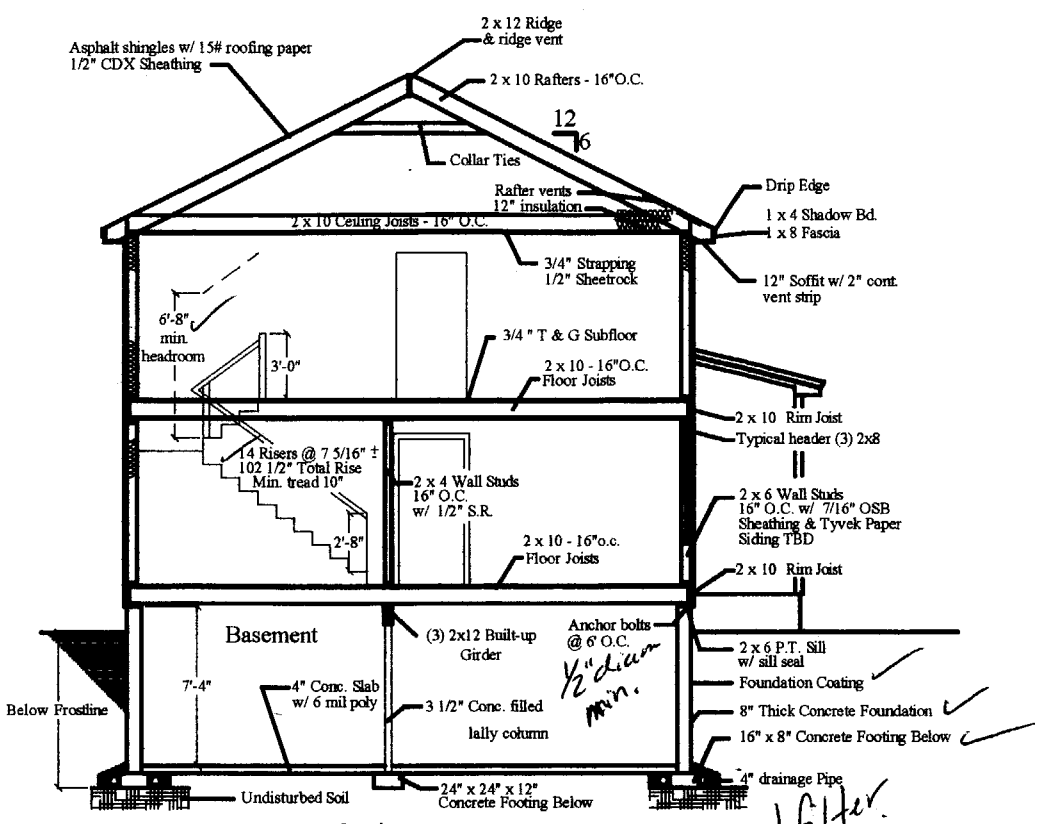 2 x 12 Ridge
& ridge vent
Asphalt shingles w/ 15# roofing paper
1/2" CDX Sheathing
2 x 10 Rafters - 16"O.C.
12
6
Collar Ties
Rafter vents
12" insulation
Drip Edge
1 x 4 Shadow Bd.
1 x 8 Fascia
2 x 10 Ceiling Joists - 16" O.C.
3/4" Strapping
1/2" Sheetrock
12" Soffit w/ 2" cont.
vent strip
6'-8"
min.
headroom
3'-0"
3/4 " T & G Subfloor
2 x 10 - 16"O.C.
Floor Joists
2 x 10 Rim Joist
Typical header (3) 2x8
14 Risers @ 7 5/16" ±
102 1/2" Total Rise
Min. tread 10"
2 x 4 Wall Studs
16" O.C.
w/ 1/2" S.R.
2 x 6 Wall Studs
16" O.C. w/ 7/16" OSB
Sheathing & Tyvek Paper
Siding TBD
2'-8"
2 x 10 - 16"o.c.
Floor Joists
2 x 10 Rim Joist
Basement
(3) 2x12 Built-up
Girder
Anchor bolts
@ 6' O.C.
1/2" diam
min.
2 x 6 P.T. Sill
w/ sill seal
Foundation Coating
7'-4"
4" Conc. Slab
w/ 6 mil poly
3 1/2" Conc. filled
lally column
8" Thick Concrete Foundation
Below Frostline
16" x 8" Concrete Footing Below
4" drainage Pipe
Undisturbed Soil
24" x 24" x 12"
Concrete Footing Below
filter.